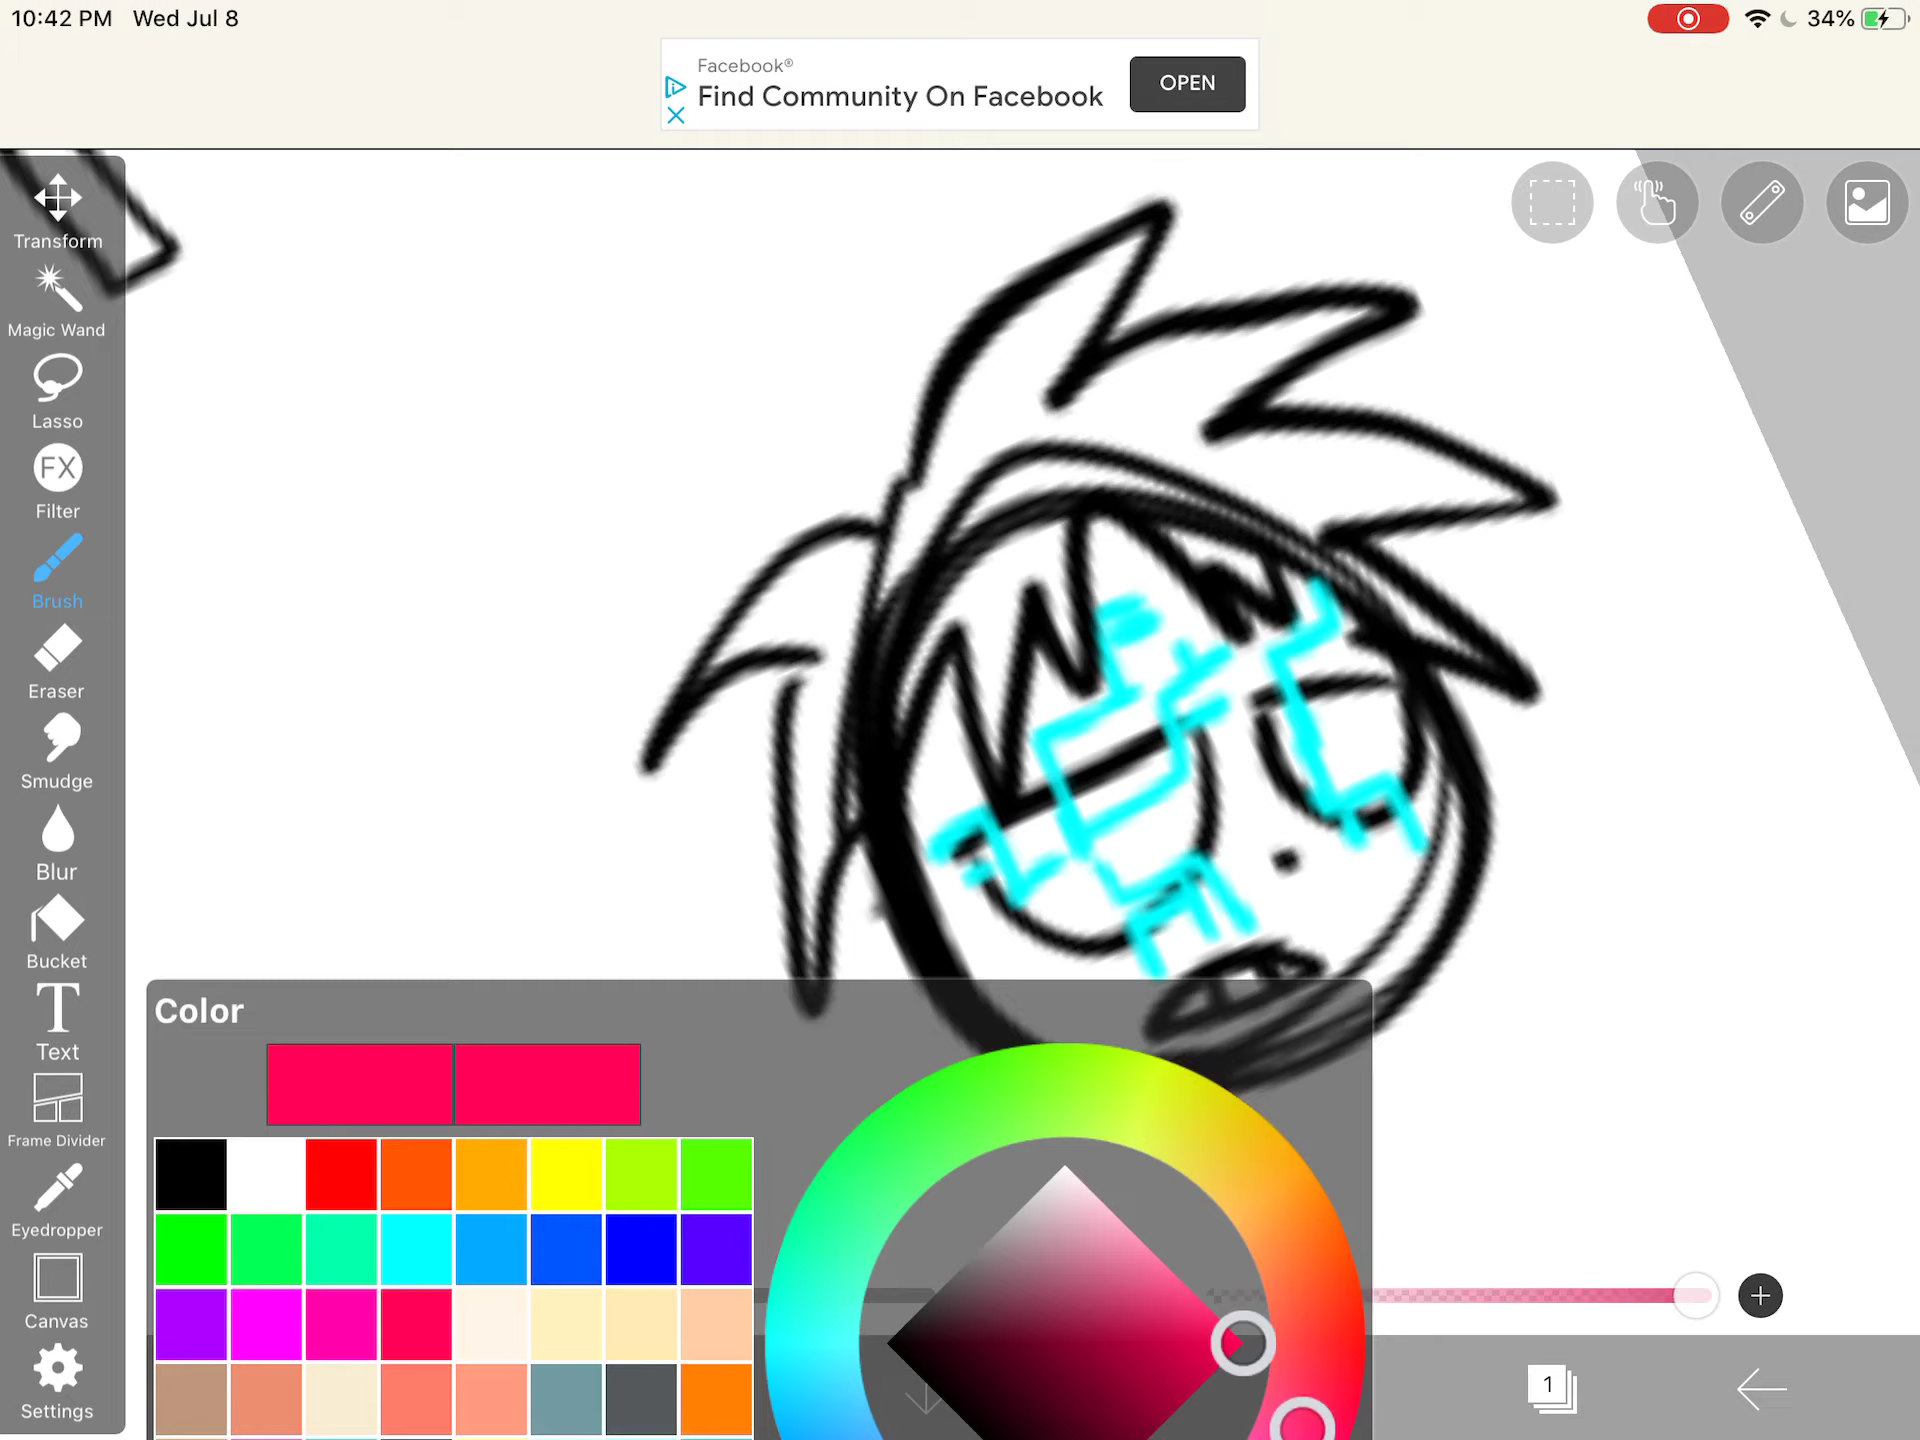 10:42 PM Wed Jul 8
34%
Facebook®
Find Community On Facebook
OPEN
Transform
Magic Wand
Lasso
FX
Filter
Brush
Eraser
Smudge
Blur
Bucket
T
Text
Frame Divider
Eyedropper
Canvas
Settings
Color
1